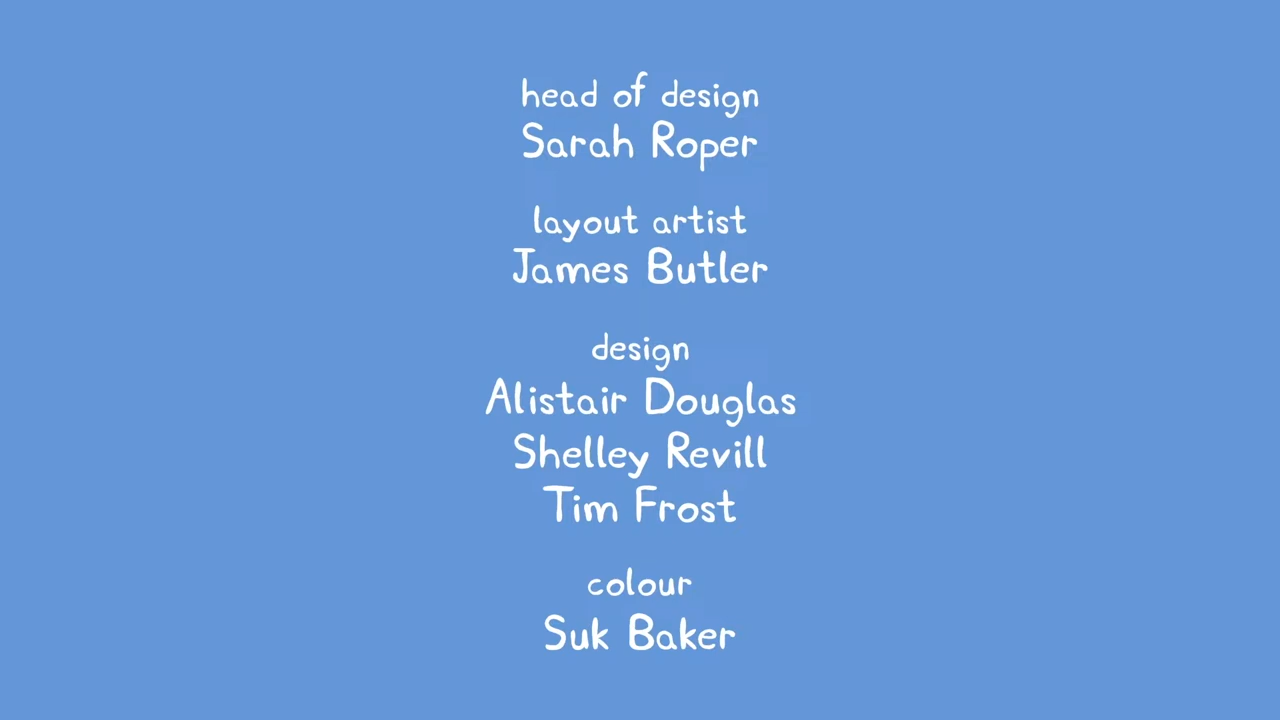 head of design
Sarah Roper
layout artist
James Butler
design
Alistair Douglas
Shelley Revill
Tim Frost
colour
Suk Baker